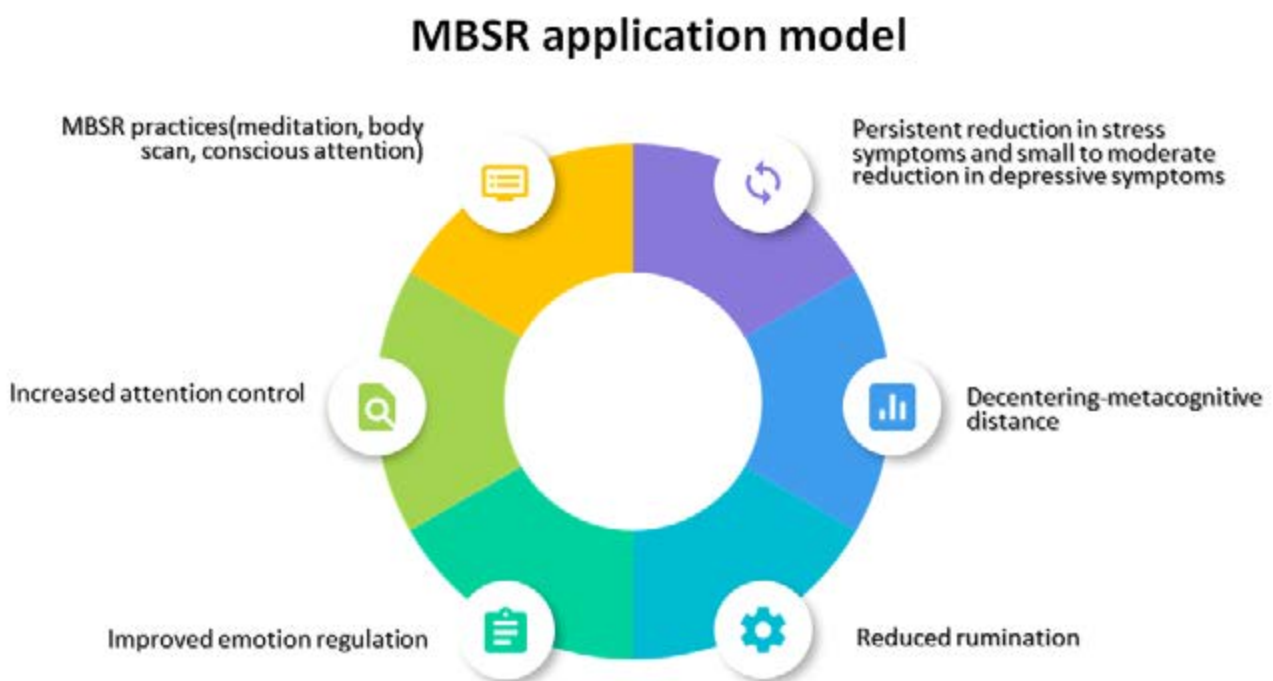 MBSR application model
MBSR practices(meditation, body
scan, conscious attention)
Persistent reduction in stress
symptoms and small to moderate
reduction in depressive symptoms
Increased attention control
Decentering-metacognitive
distance
Improved emotion regulation
Reduced rumination